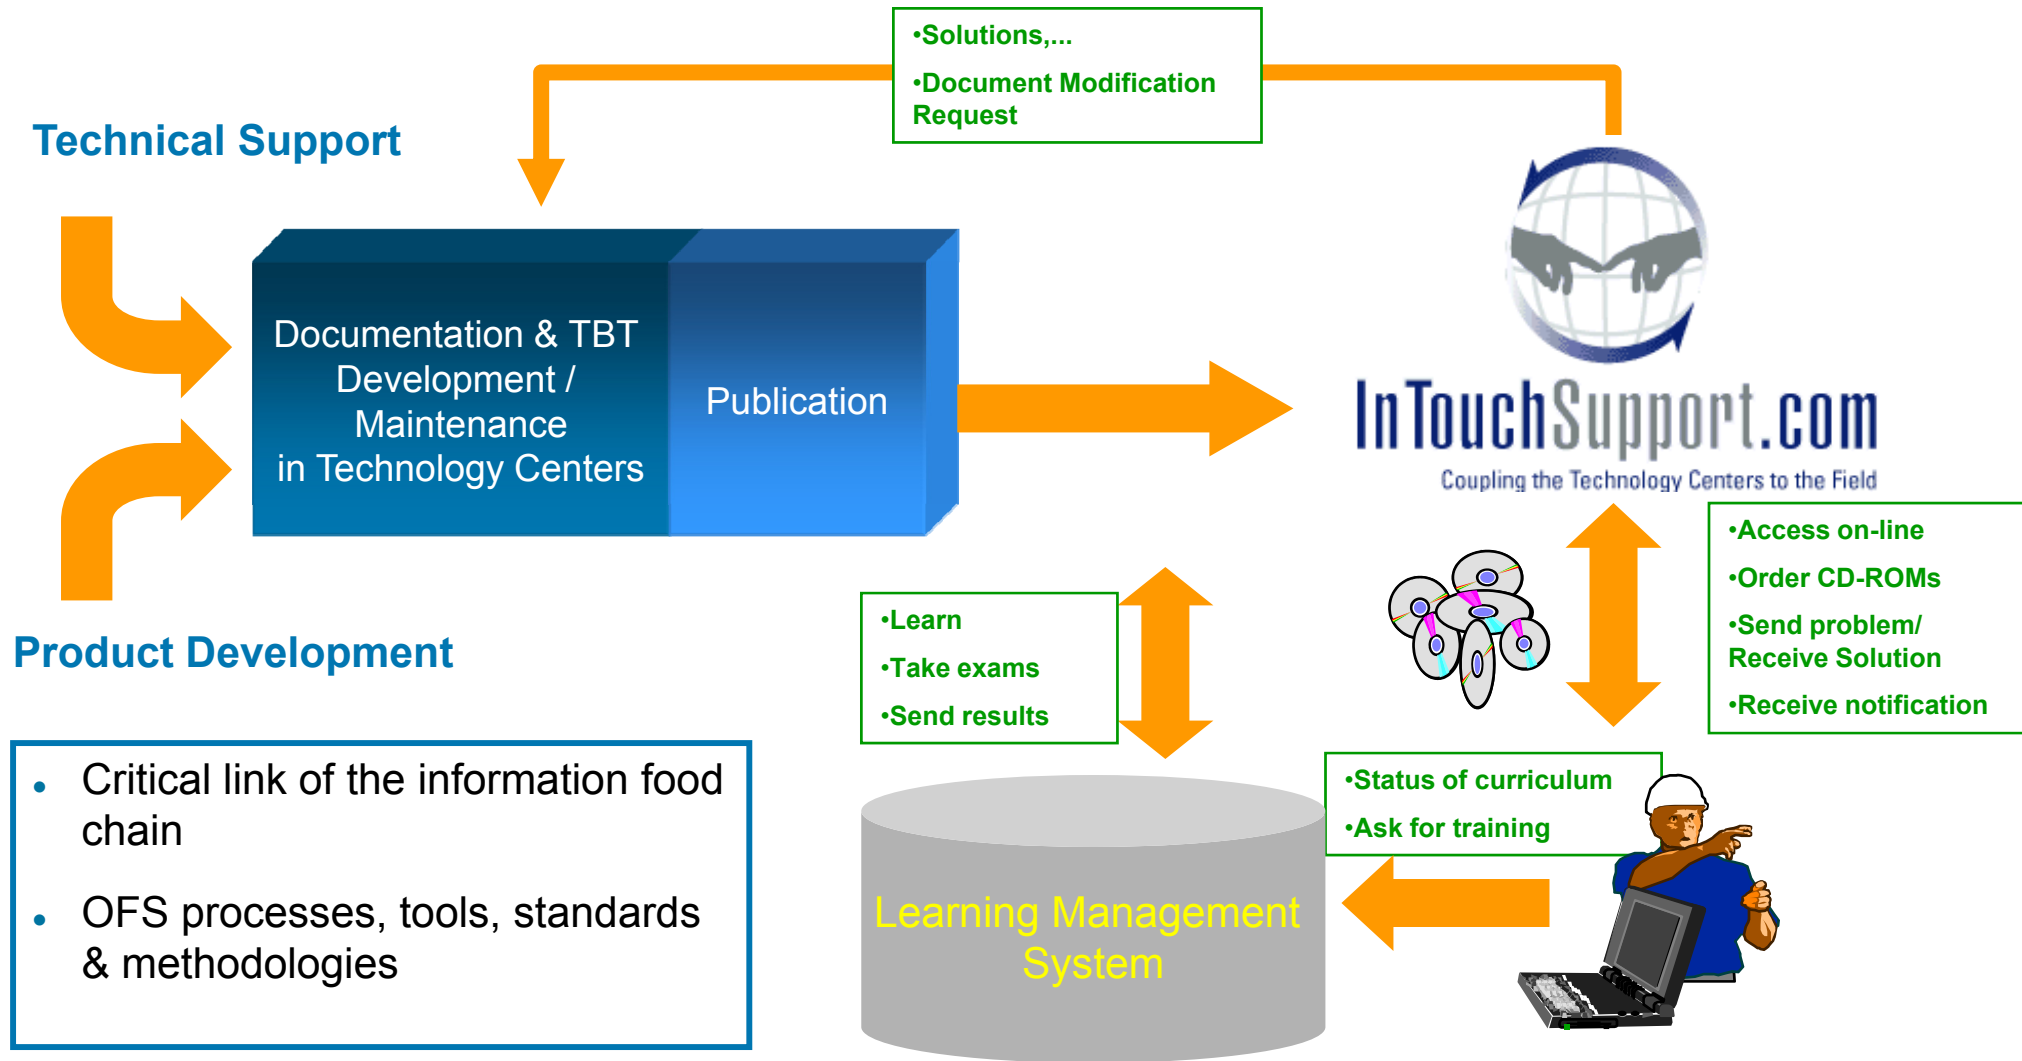 •Solutions,...
•Document Modification
Request
Technical Support
Documentation & TBT
Development /
Maintenance
in Technology Centers
Publication
InTouchSupport.com
Coupling the Technology Centers to the Field
Product Development
•Access on-line
•Order CD-ROMs
•Send problem/
Receive Solution
•Receive notification
•Learn
•Take exams
•Send results
•Status of curriculum
•Ask for training
Learning Management
System
• Critical link of the information food
chain
• OFS processes, tools, standards
& methodologies